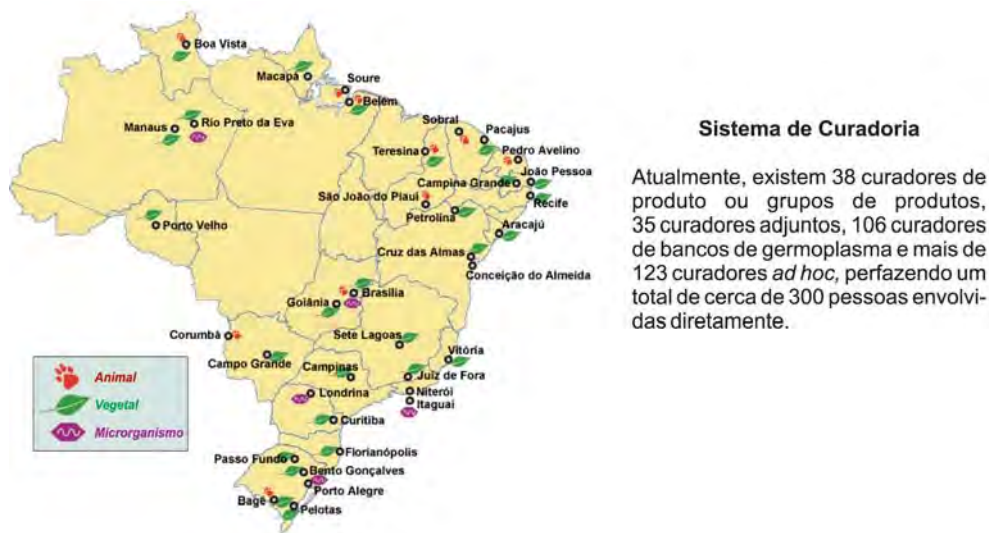 Boa Vista
Macapá
Soure
Belém
Manaus
Rio Preto da Eva
Sobral
Pacajus
Teresina
Pedro Avelino
João Pessoa
Campina Grande
São João do Piauí
Recife
Petrolina
Porto Velho
Aracajú
Cruz das Almas
Conceição do Almeida
Brasília
Goiânia
Corumbá
Sete Lagoas
Vitória
Campo Grande
Campinas
Juiz de Fora
Londrina
Niterói
Itaguaí
Curitiba
Florianópolis
Passo Fundo
Bento Gonçalves
Porto Alegre
Bagé
Pelotas
Animal
Vegetal
Microrganismo
Sistema de Curadoria
Atualmente, existem 38 curadores de
produto ou grupos de produtos,
35 curadores adjuntos, 106 curadores
de bancos de germoplasma e mais de
123 curadores ad hoc, perfazendo um
total de cerca de 300 pessoas envolvi-
das diretamente.